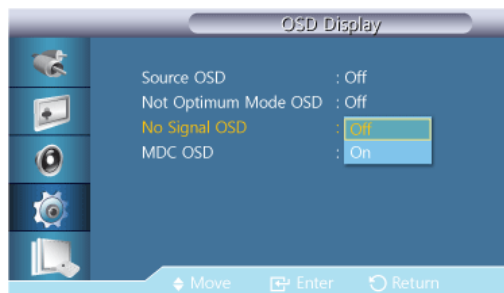 OSD Display
Source OSD : Off
Not Optimum Mode OSD : Off
No Signal OSD : Off
MDC OSD : On
Move Enter Return